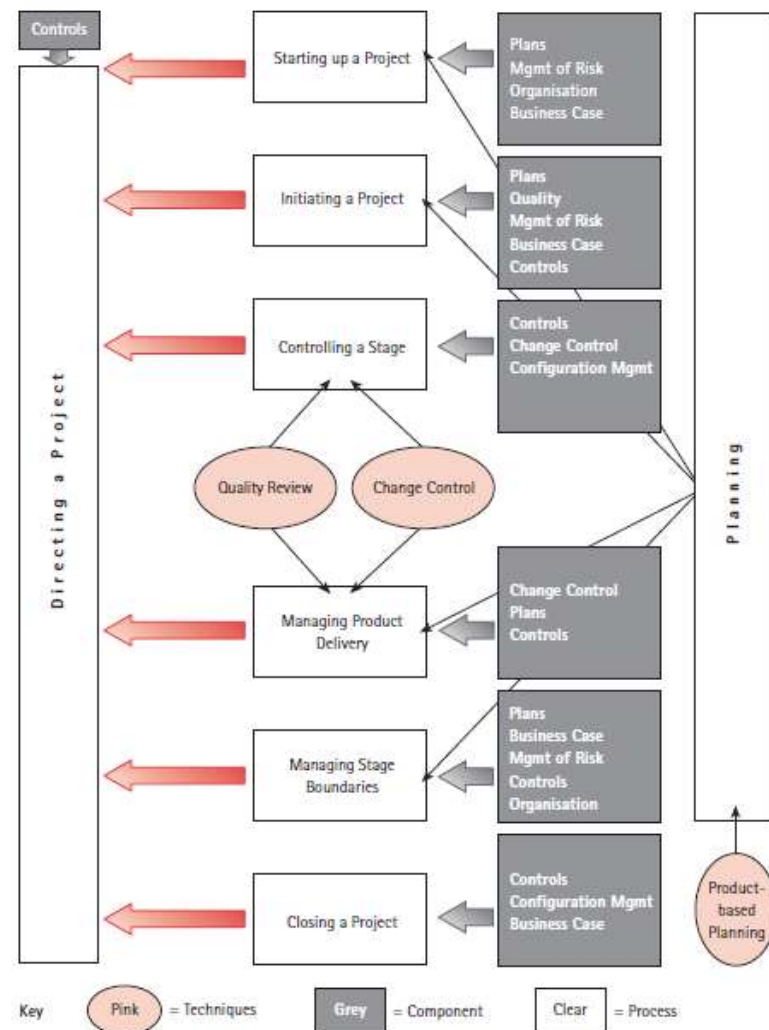 Controls
Directing a Project
Starting up a Project
Plans
Mgmt of Risk
Organisation
Business Case
Initiating a Project
Plans
Quality
Mgmt of Risk
Business Case
Controls
Controlling a Stage
Controls
Change Control
Configuration Mgmt
Quality Review
Change Control
Planning
Managing Product
Delivery
Change Control
Plans
Controls
Managing Stage
Boundaries
Plans
Business Case
Mgmt of Risk
Controls
Organisation
Closing a Project
Controls
Configuration Mgmt
Business Case
Product-
based
Planning
Key
Pink
= Techniques
Grey
= Component
Clear
= Process